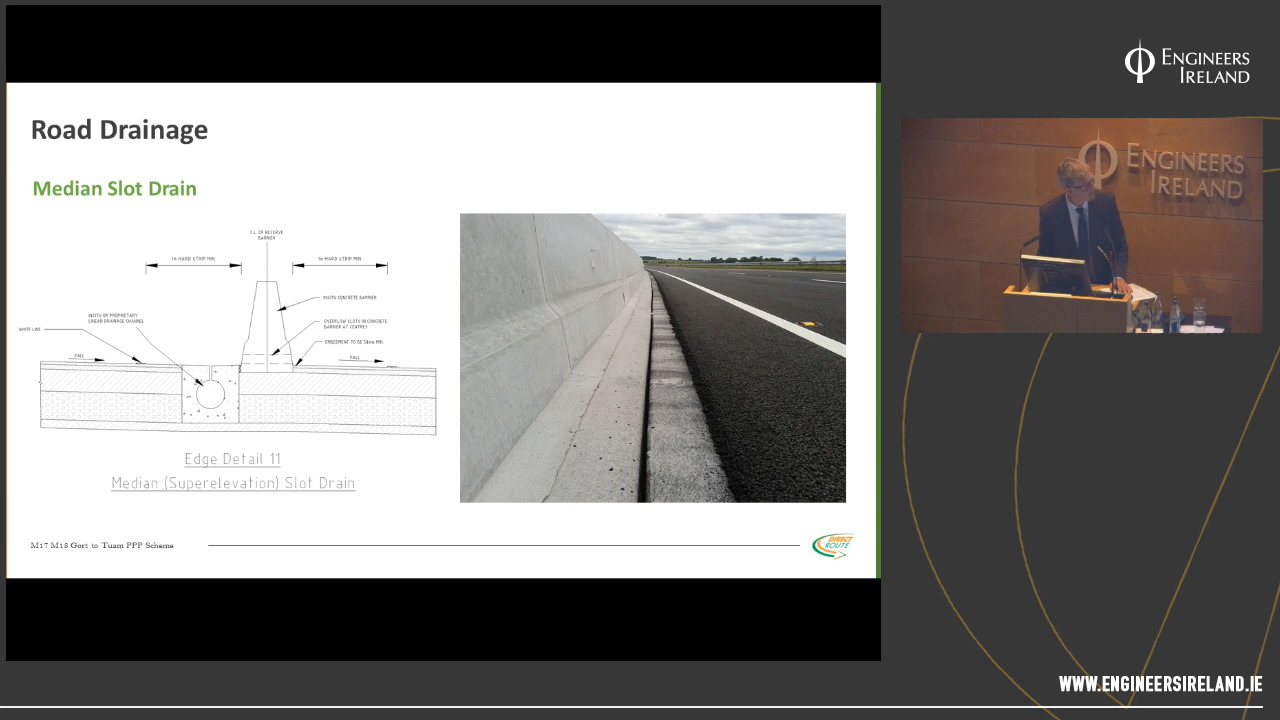 ENGINEERS
IRELAND
Road Drainage
Median Slot Drain
C.L. OF RESERVE
BARRIER
1m HARD STRIP MIN.
1m HARD STRIP MIN
INSITU CONCRETE BARRIER
INSITU OR PROPRIETARY
LINEAR DRAINAGE CHANNEL
OVERFLOW SLOTS IN CONCRETE
BARRIER AT CENTRES
WHITE LINE
EMBEDMENT TO BE MIN.
FALL
FALL
Edge Detail 11
Median (Superelevation) Slot Drain
M17 M18 Gort to Tuam PPP Scheme
DIRECT
ROUTE
ENGINEERS
IRELAND
WWW.ENGINEERSIRELAND.IE